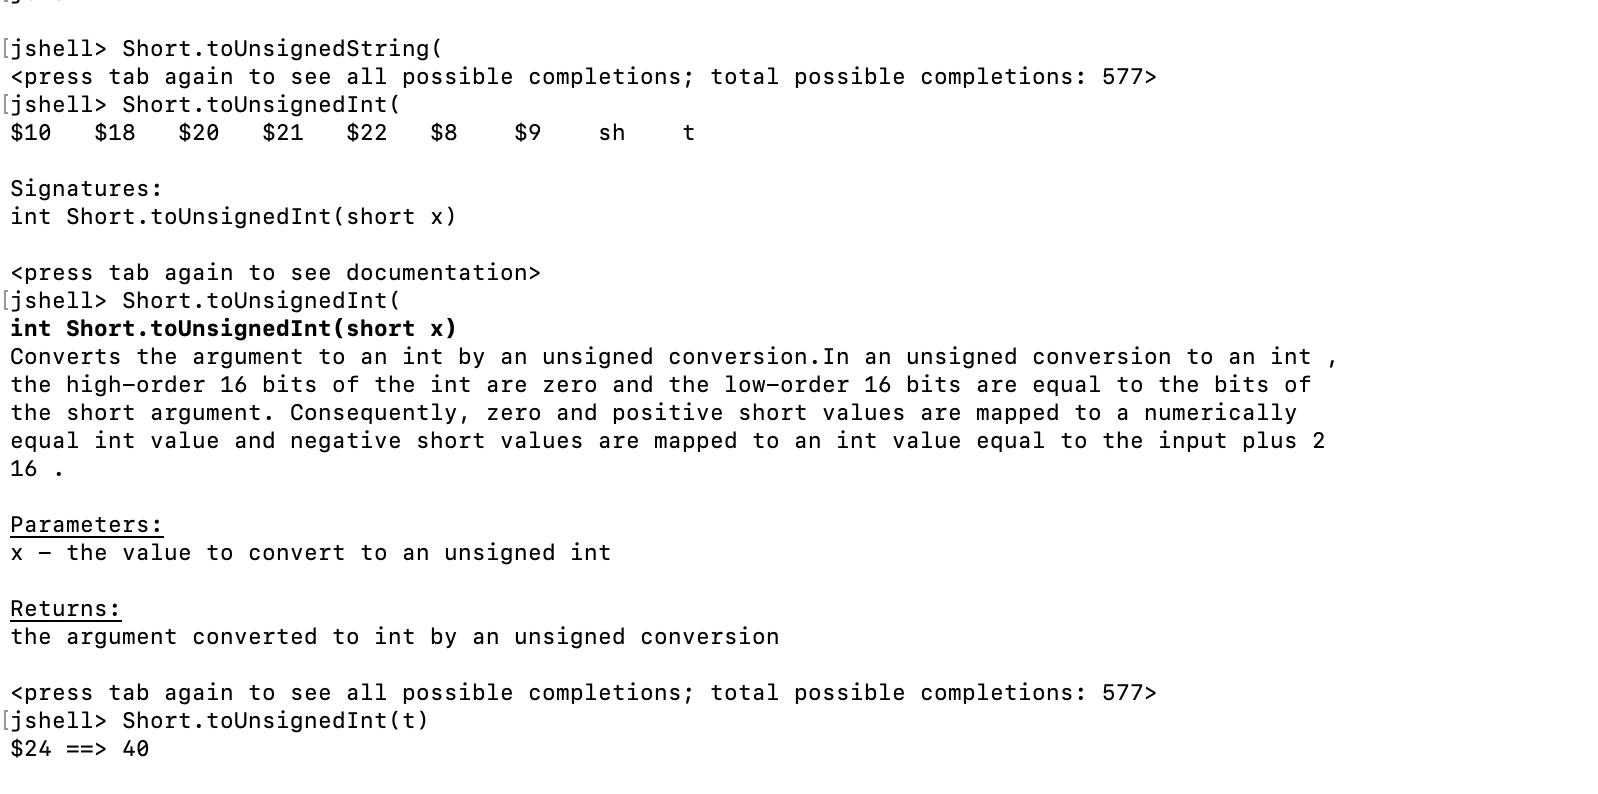 [jshell> Short.toUnsignedString(
<press tab again to see all possible completions; total possible completions: 577>
[jshell> Short.toUnsignedInt(
$10   $18   $20   $21   $22   $8    $9    sh    t
Signatures:
int Short.toUnsignedInt(short x)
<press tab again to see documentation>
[jshell> Short.toUnsignedInt(
int Short.toUnsignedInt(short x)
Converts the argument to an int by an unsigned conversion.In an unsigned conversion to an int ,
the high-order 16 bits of the int are zero and the low-order 16 bits are equal to the bits of
the short argument. Consequently, zero and positive short values are mapped to a numerically
equal int value and negative short values are mapped to an int value equal to the input plus 2
16 .
Parameters:
x - the value to convert to an unsigned int
Returns:
the argument converted to int by an unsigned conversion
<press tab again to see all possible completions; total possible completions: 577>
[jshell> Short.toUnsignedInt(t)
$24 ==> 40